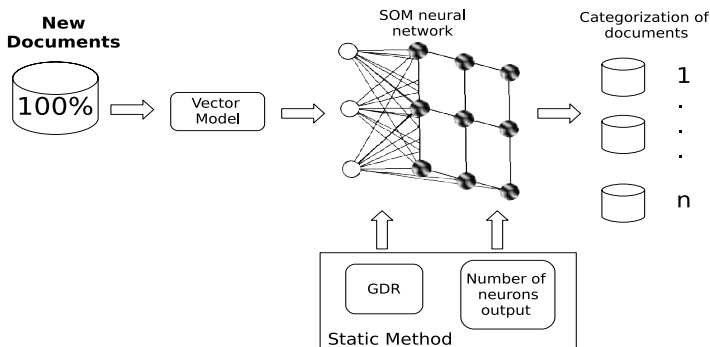 New
Documents
100%
Vector
Model
SOM neural
network
Categorization of
documents
1
.
.
.
n
GDR
Number of
neurons
output
Static Method